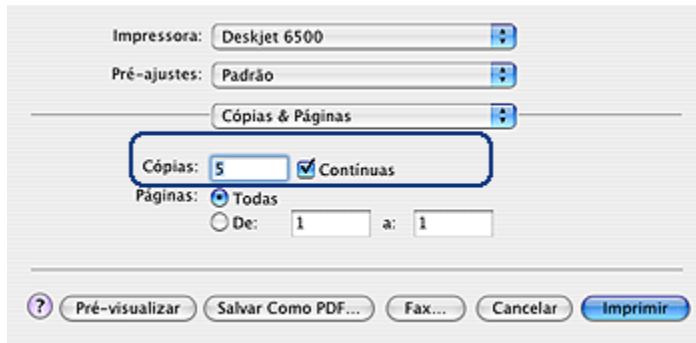 Impressora: Deskjet 6500
Pré-ajustes: Padrão
Cópias & Páginas
Cópias: 5 Contínuas
Páginas: Todas
De: 1 a: 1
? Pré-visualizar Salvar Como PDF... Fax... Cancelar Imprimir